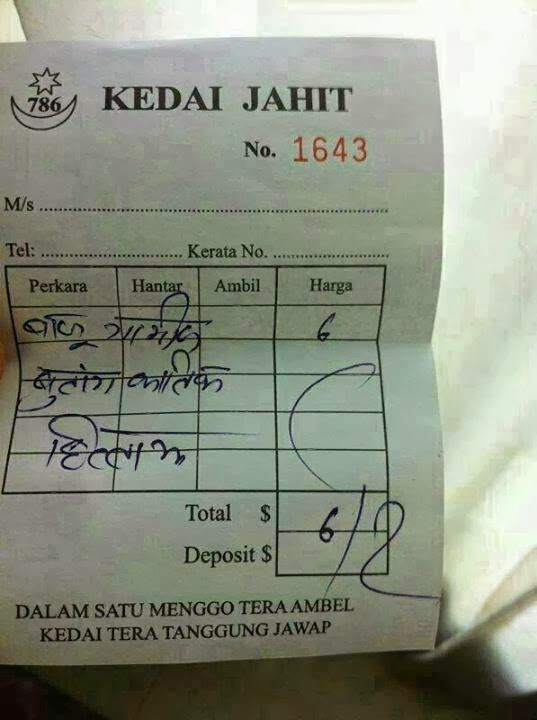 786
KEDAI JAHIT
No. 1643
M/s
Tel: Kerata No.
Perkara Hantar Ambil Harga
बाजू 6
बुतांग कातिक
Total $ 6/
Deposit $
DALAM SATU MENGGO TERA AMBEL
KEDAI TERA TANGGUNG JAWAP